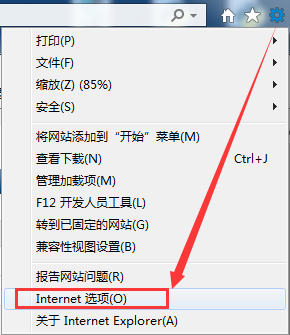 打印(P)
文件(F)
缩放(Z) (85%)
安全(S)
将网站添加到“开始”菜单(M)
查看下载(N) Ctrl+J
管理加载项(M)
F12 开发人员工具(L)
转到已固定的网站(G)
兼容性视图设置(B)
报告网站问题(R)
Internet 选项(O)
关于 Internet Explorer(A)